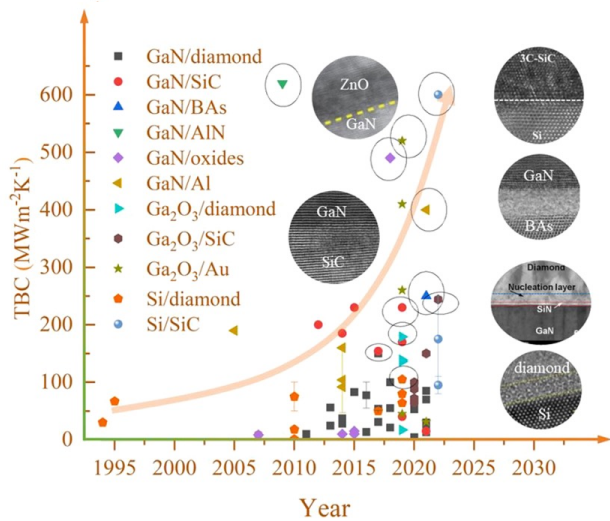 TBC (MWm⁻²K⁻¹)
600
500
400
300
200
100
0
GaN/diamond
GaN/SiC
GaN/BAs
GaN/AlN
GaN/oxides
GaN/Al
Ga₂O₃/diamond
Ga₂O₃/SiC
Ga₂O₃/Au
Si/diamond
Si/SiC
ZnO
GaN
GaN
SiC
3C-SiC
Si
GaN
BAs
Diamond
Nucleation layer
SiN
GaN
diamond
Si
1995 2000 2005 2010 2015 2020 2025 2030
Year